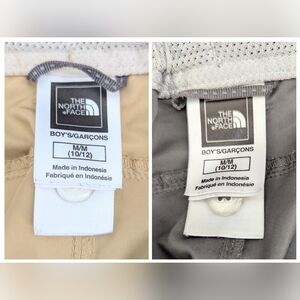 THE
NORTH
FACE
BOY'S/GARÇONS
M/M
(10/12)
Made in Indonesia
Fabriqué en Indonésie
THE
NORTH
FACE
BOY'S/GARÇONS
M/M
(10/12)
Made in Indonesia
Fabriqué en Indonésie